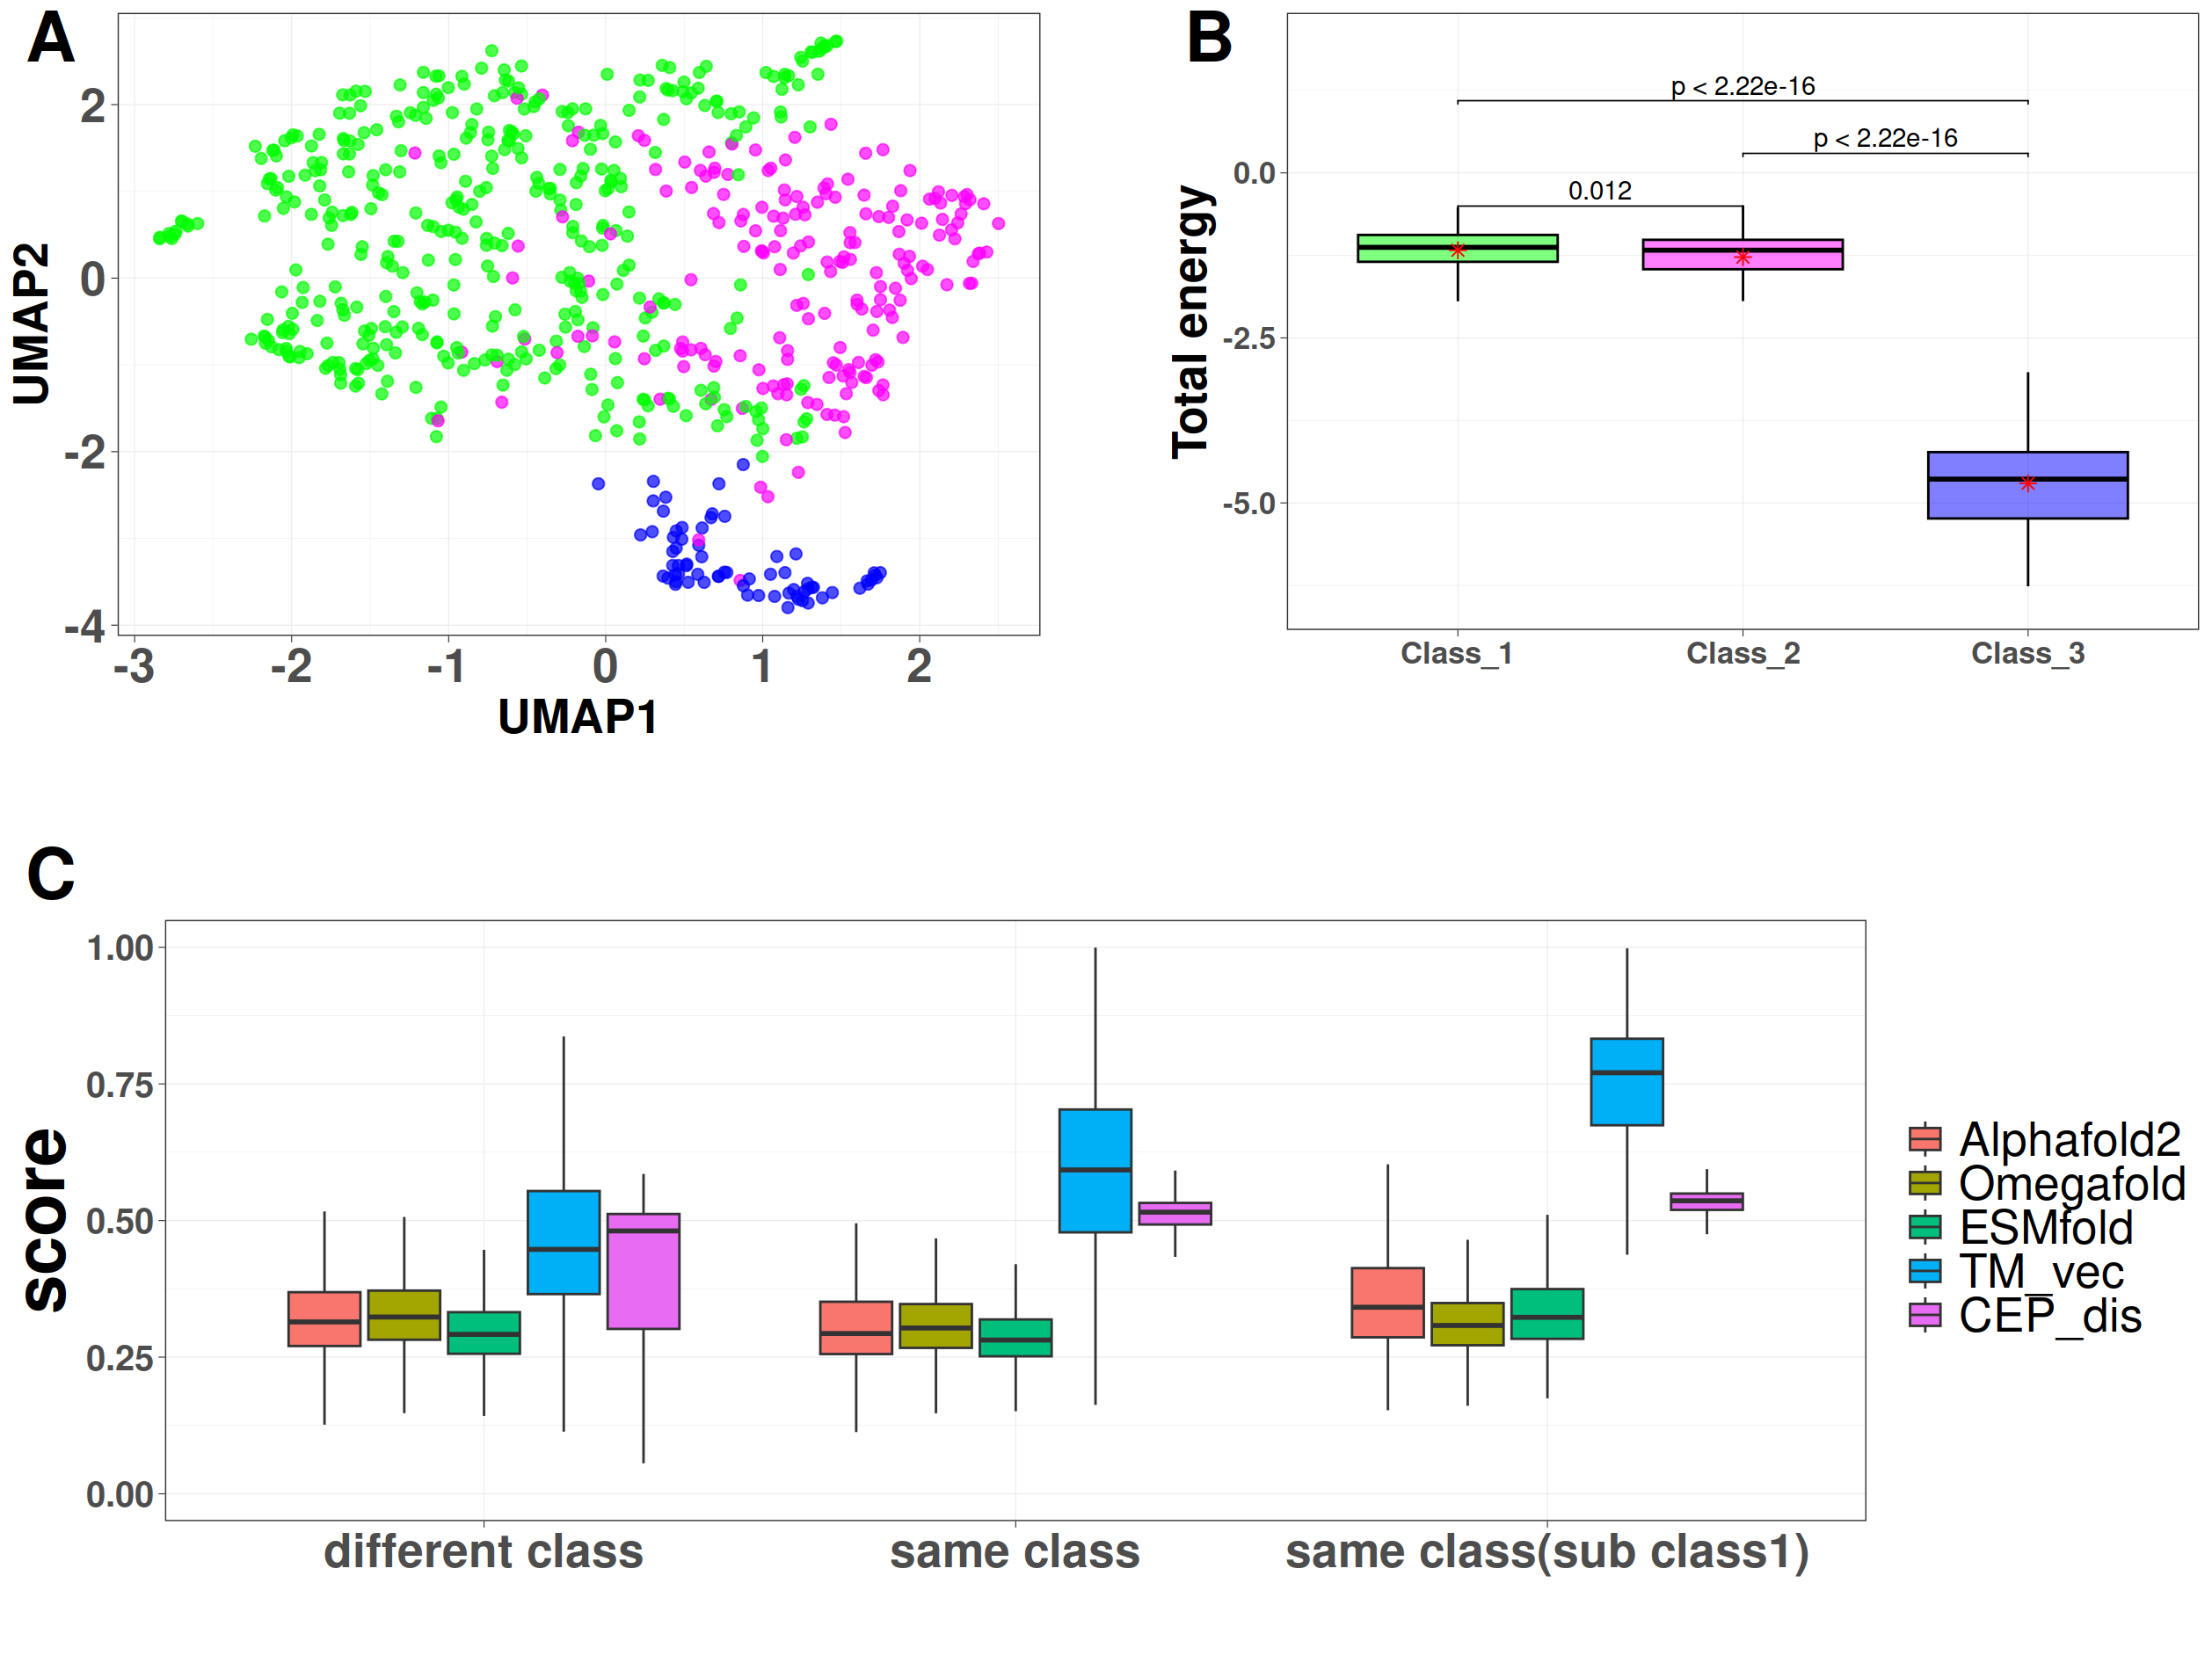 A
UMAP2
2
0
-2
-4
-3 -2 -1 0 1 2
UMAP1
B
Total energy
0.0
-2.5
-5.0
p < 2.22e-16
p < 2.22e-16
0.012
Class_1 Class_2 Class_3
C
score
1.00
0.75
0.50
0.25
0.00
different class same class same class(sub class1)
Alphafold2
Omegafold
ESMfold
TM_vec
CEP_dis